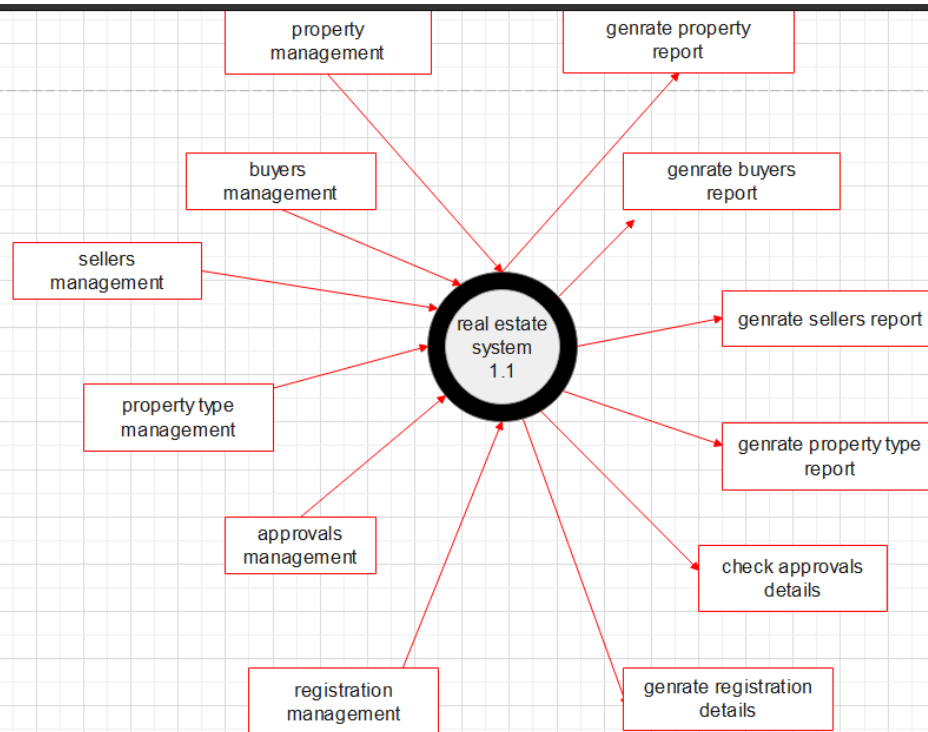 property
management
genrate property
report
buyers
management
genrate buyers
report
sellers
management
genrate sellers report
real estate
system
1.1
property type
management
genrate property type
report
approvals
management
check approvals
details
registration
management
genrate registration
details